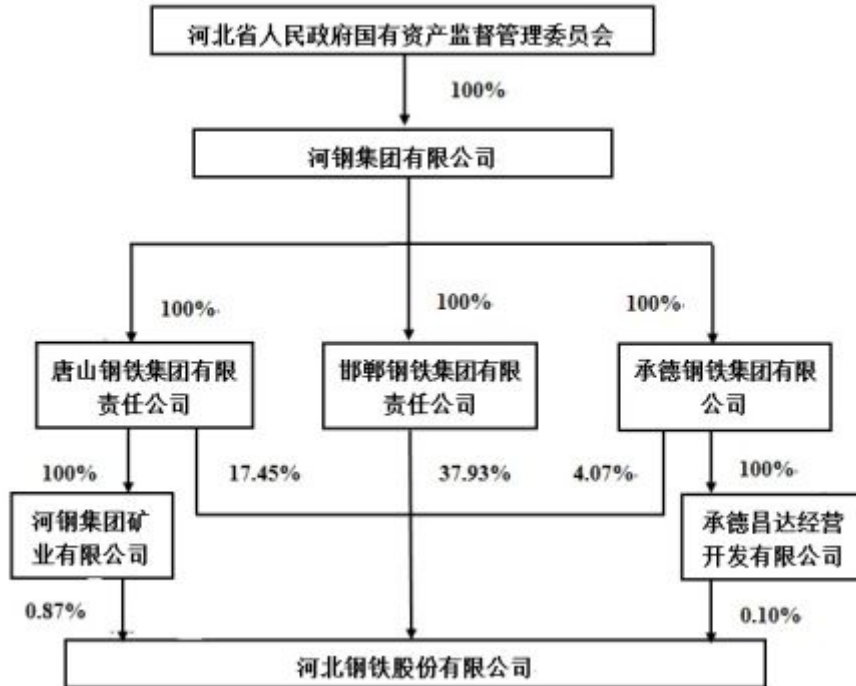 河北省人民政府国有资产监督管理委员会
100%
河钢集团有限公司
100%
100%
100%
唐山钢铁集团有限
责任公司
邯郸钢铁集团有限
责任公司
承德钢铁集团有限
公司
100%
17.45%
37.93%
4.07%
100%
河钢集团矿
业有限公司
承德昌达经营
开发有限公司
0.87%
0.10%
河北钢铁股份有限公司